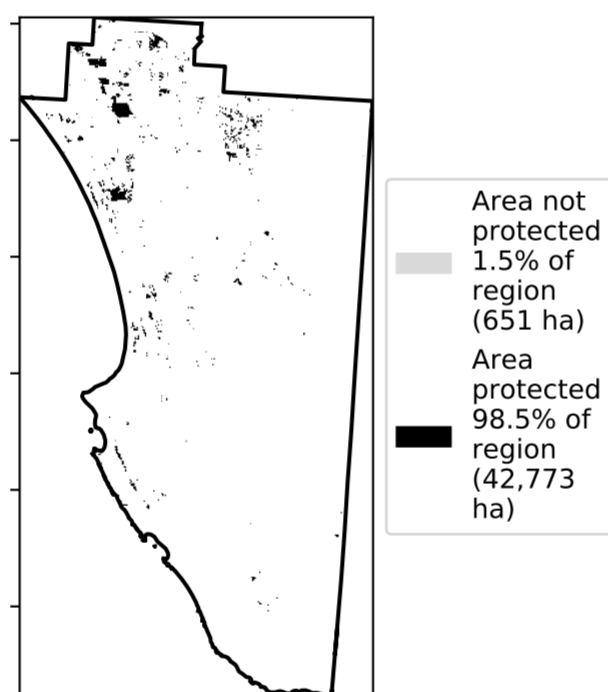 Area not
protected
1.5% of
region
(651 ha)
Area
protected
98.5% of
region
(42,773
ha)